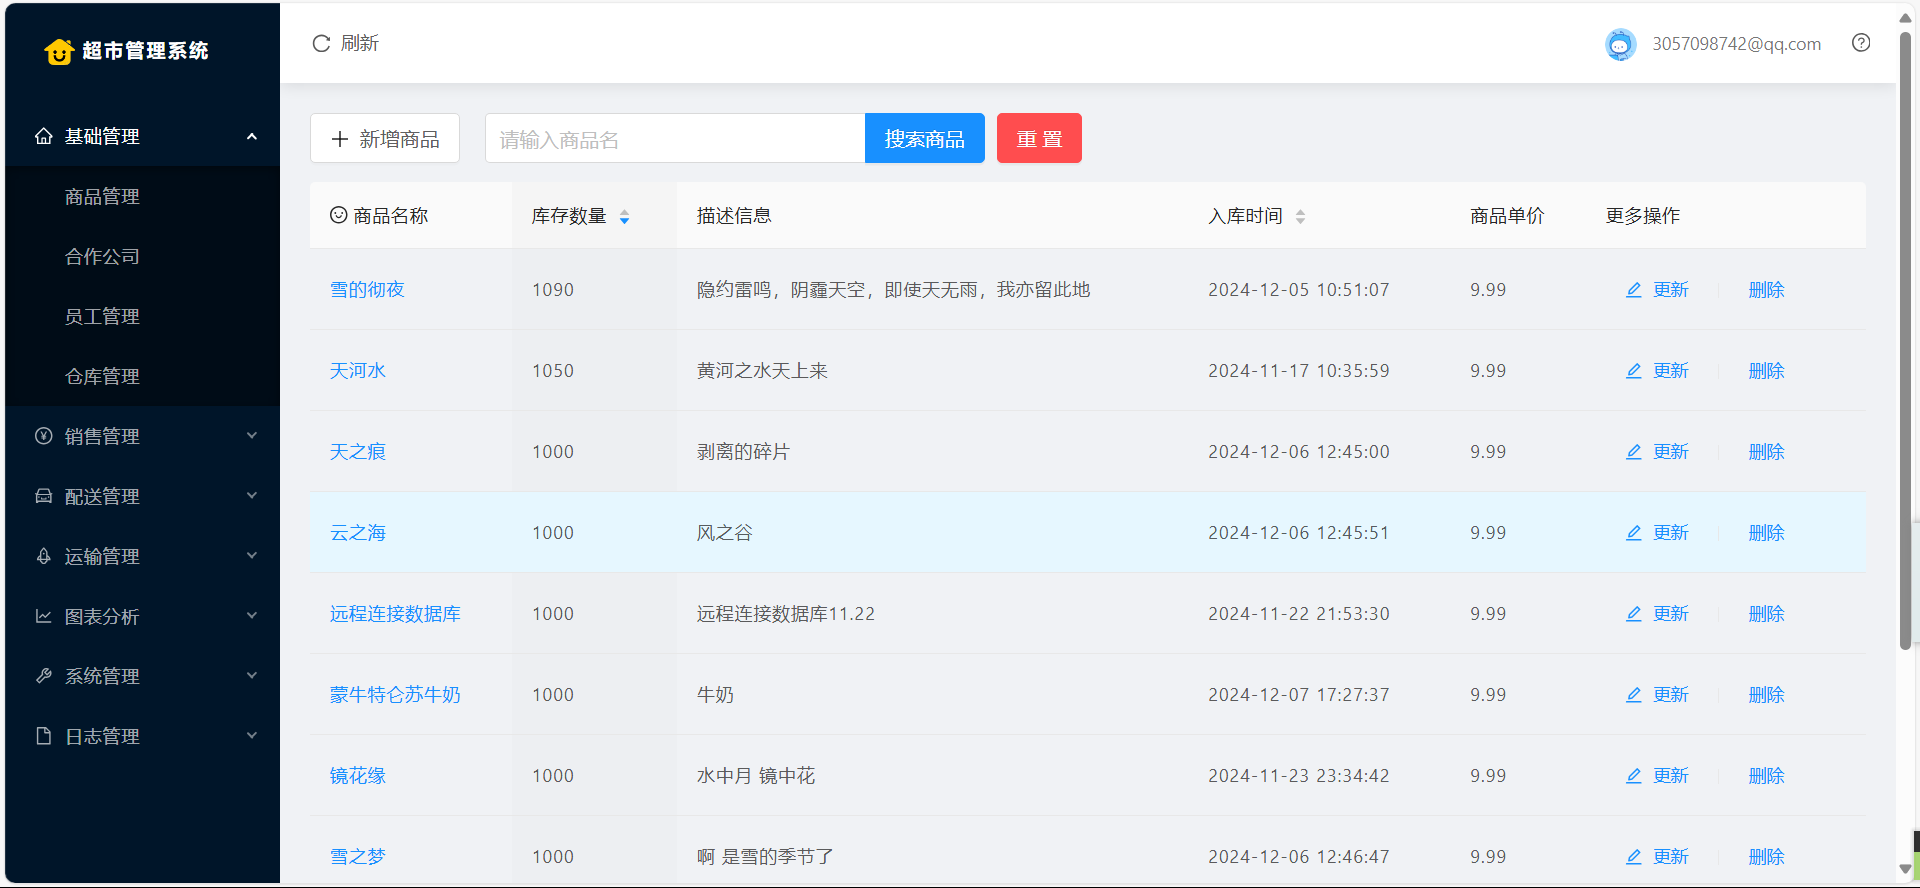 超市管理系统
刷新
3057098742@qq.com
基础管理
商品管理
合作公司
员工管理
仓库管理
销售管理
配送管理
运输管理
图表分析
系统管理
日志管理
新增商品 请输入商品名 搜索商品 重 置
商品名称 库存数量 描述信息 入库时间 商品单价 更多操作
雪的彻夜 1090 隐约雷鸣，阴霾天空，即使天无雨，我亦留此地 2024-12-05 10:51:07 9.99 更新 删除
天河水 1050 黄河之水天上来 2024-11-17 10:35:59 9.99 更新 删除
天之痕 1000 剥离的碎片 2024-12-06 12:45:00 9.99 更新 删除
云之海 1000 风之谷 2024-12-06 12:45:51 9.99 更新 删除
远程连接数据库 1000 远程连接数据库11.22 2024-11-22 21:53:30 9.99 更新 删除
蒙牛特仑苏牛奶 1000 牛奶 2024-12-07 17:27:37 9.99 更新 删除
镜花缘 1000 水中月 镜中花 2024-11-23 23:34:42 9.99 更新 删除
雪之梦 1000 啊 是雪的季节了 2024-12-06 12:46:47 9.99 更新 删除